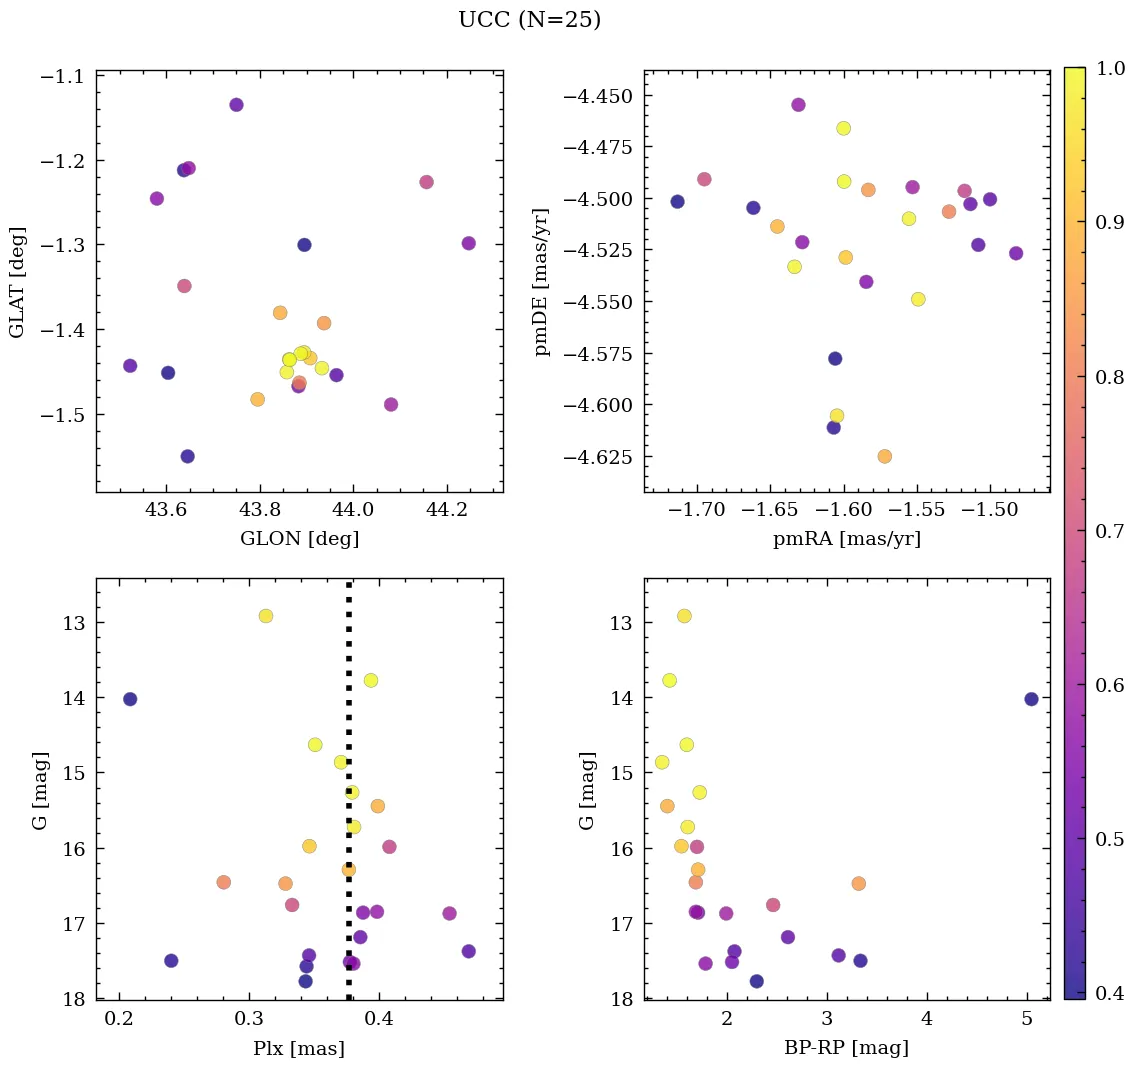 UCC (N=25)
−1.1
−1.2
−1.3
−1.4
−1.5
GLAT [deg]
43.6 43.8 44.0 44.2
GLON [deg]
−4.450
−4.475
−4.500
−4.525
−4.550
−4.575
−4.600
−4.625
pmDE [mas/yr]
−1.70 −1.65 −1.60 −1.55 −1.50
pmRA [mas/yr]
13
14
15
16
17
18
G [mag]
0.2 0.3 0.4
Plx [mas]
13
14
15
16
17
18
G [mag]
2 3 4 5
BP-RP [mag]
1.0
0.9
0.8
0.7
0.6
0.5
0.4